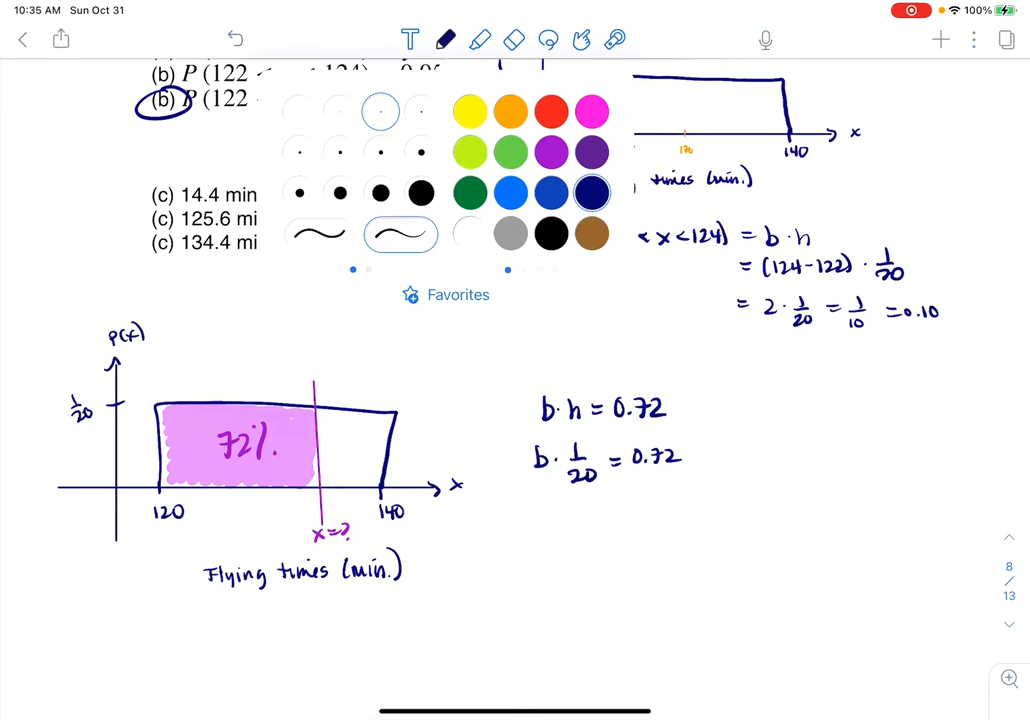 10:35 AM Sun Oct 31
100%
T
(b) P (122
(b) P (122
120
140
x
times (min.)
(c) 14.4 min
(c) 125.6 mi
(c) 134.4 mi
< x < 124) = b · h
= (124 - 122) · 1/20
= 2 · 1/20 = 1/10 = 0.10
Favorites
P(x)
1/20
72%.
120
140
x
x=?
Flying times (min.)
b · h = 0.72
b · 1/20 = 0.72
8
/
13